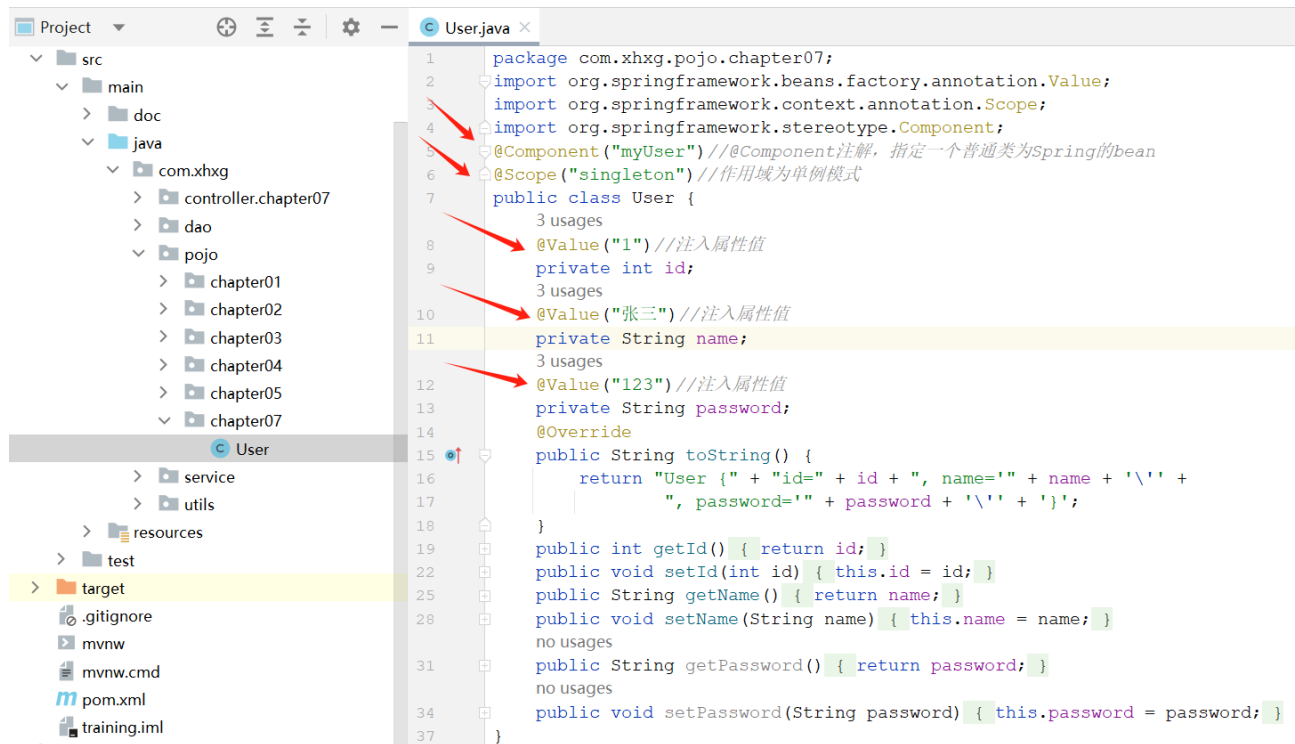 Project
User.java
src
main
doc
java
com.xhxg
controller.chapter07
dao
pojo
chapter01
chapter02
chapter03
chapter04
chapter05
chapter07
User
service
utils
resources
test
target
.gitignore
mvnw
mvnw.cmd
pom.xml
training.iml
1 package com.xhxg.pojo.chapter07;
2 import org.springframework.beans.factory.annotation.Value;
3 import org.springframework.context.annotation.Scope;
4 import org.springframework.stereotype.Component;
5 @Component("myUser")//@Component注解，指定一个普通类为Spring的bean
6 @Scope("singleton")//作用域为单例模式
7 public class User {
3 usages
8 @Value("1")//注入属性值
9 private int id;
3 usages
10 @Value("张三")//注入属性值
11 private String name;
3 usages
12 @Value("123")//注入属性值
13 private String password;
14 @Override
15 public String toString() {
16 return "User {" + "id=" + id + ", name='" + name + '\'' +
17 ", password='" + password + '\'' + '}';
18 }
19 public int getId() { return id; }
22 public void setId(int id) { this.id = id; }
25 public String getName() { return name; }
28 public void setName(String name) { this.name = name; }
no usages
31 public String getPassword() { return password; }
no usages
34 public void setPassword(String password) { this.password = password; }
37 }